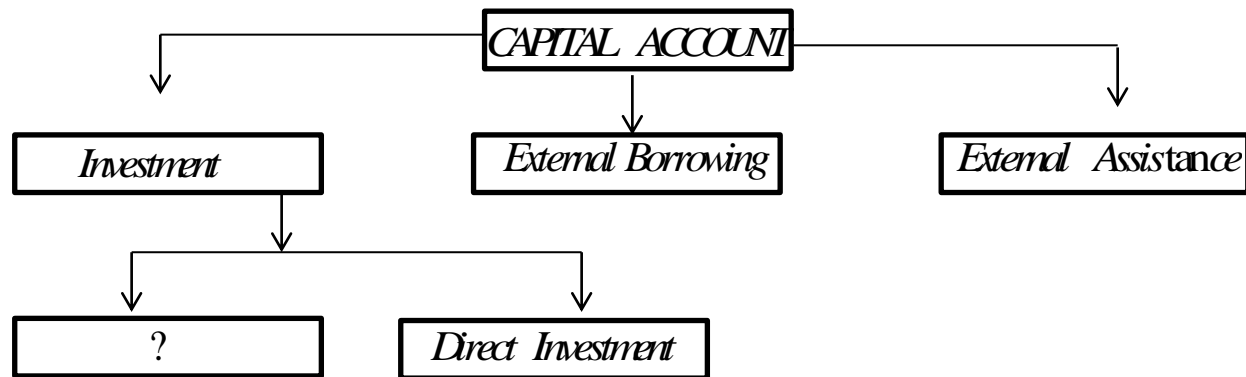 CAPITAL ACCOUNT
Investment
External Borrowing
External Assistance
?
Direct Investment